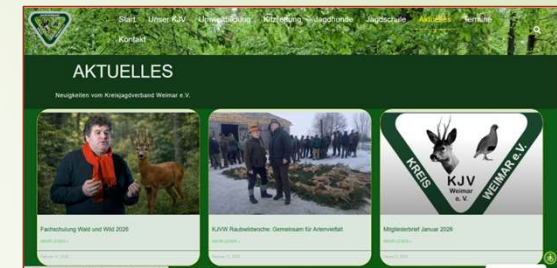 Start Unser KJV Umweltbildung Kitzrettung Jagdhunde Jagdschule Aktuelles Termine
Kontakt
AKTUELLES
Neuigkeiten vom Kreisjagdverband Weimar e.V.
KREIS
WEIMAR e.V.
KJV
Weimar
e. V.
Fachschulung Wald und Wild 2026
KJVW Raubwildwoche: Gemeinsam für Artenvielfalt
Mitgliederbrief Januar 2026